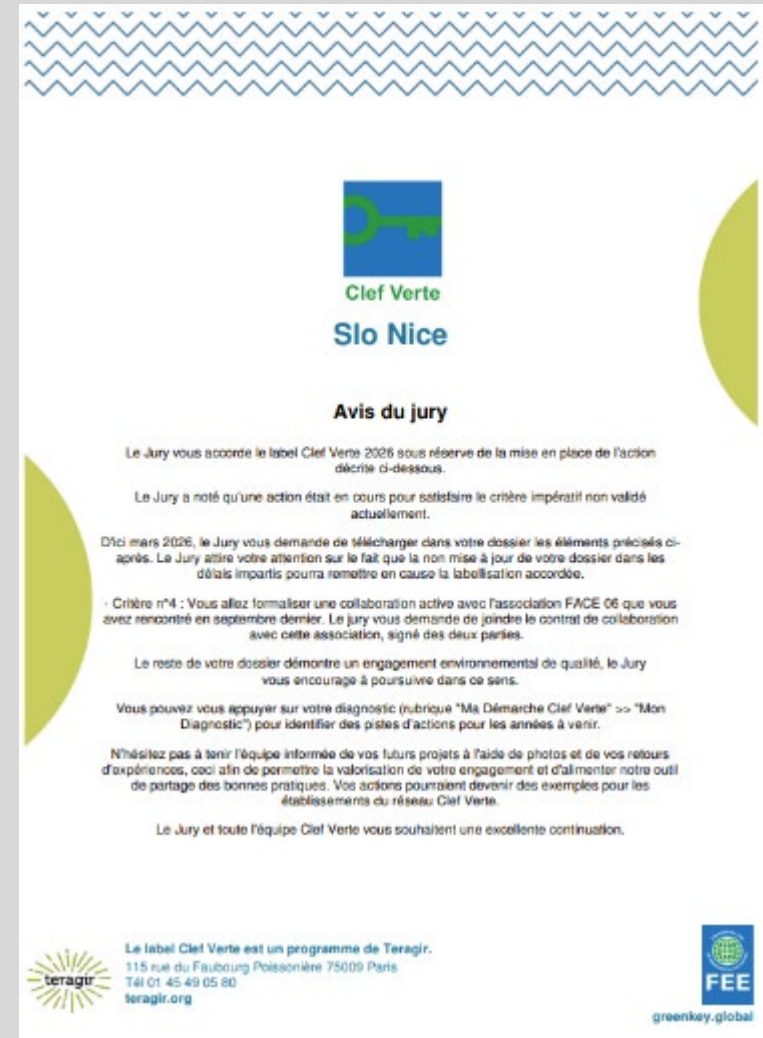 Clef Verte
Slo Nice
Avis du jury
Le Jury vous accorde le label Clef Verte 2026 sous réserve de la mise en place de l'action
décrite ci-dessous.
Le Jury a noté qu'une action était en cours pour satisfaire le critère impératif non validé
actuellement.
D'ici mars 2026, le Jury vous demande de télécharger dans votre dossier les éléments précisés ci-
après. Le Jury attire votre attention sur le fait que la non mise à jour de votre dossier dans les
délais impartis pourra remettre en cause la labellisation accordée.
- Critère n°4 : Vous allez formaliser une collaboration active avec l'association FACE 06 que vous
avez rencontré en septembre dernier. Le jury vous demande de joindre le contrat de collaboration
avec cette association, signé des deux parties.
Le reste de votre dossier démontre un engagement environnemental de qualité, le Jury
vous encourage à poursuivre dans ce sens.
Vous pouvez vous appuyer sur votre diagnostic (rubrique "Ma Démarche Clef Verte" >> "Mon
Diagnostic") pour identifier des pistes d'actions pour les années à venir.
N'hésitez pas à tenir l'équipe informée de vos futurs projets à l'aide de photos et de vos retours
d'expériences, ceci afin de permettre la valorisation de votre engagement et d'alimenter notre outil
de partage des bonnes pratiques. Vos actions pourraient devenir des exemples pour les
établissements du réseau Clef Verte.
Le Jury et toute l'équipe Clef Verte vous souhaitent une excellente continuation.
teragir
Le label Clef Verte est un programme de Teragir.
115 rue du Faubourg Poissonière 75009 Paris
Tél 01 45 49 05 80
teragir.org
FEE
greenkey.global